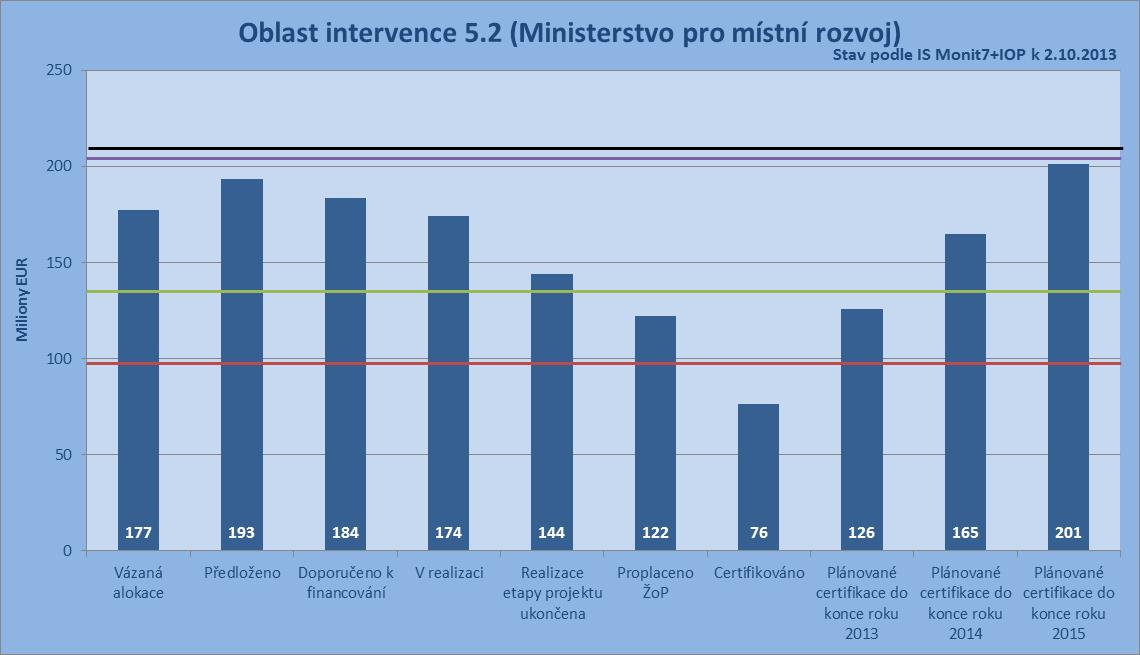 Oblast intervence 5.2 (Ministerstvo pro místní rozvoj)
Stav podle IS Monit7+IOP k 2.10.2013
Miliony EUR
250
200
150
100
50
0
177
193
184
174
144
122
76
126
165
201
Vázaná
alokace
Předloženo
Doporučeno k
financování
V realizaci
Realizace
etapy projektu
ukončena
Proplaceno
ŽoP
Certifikováno
Plánované
certifikace do
konce roku
2013
Plánované
certifikace do
konce roku
2014
Plánované
certifikace do
konce roku
2015